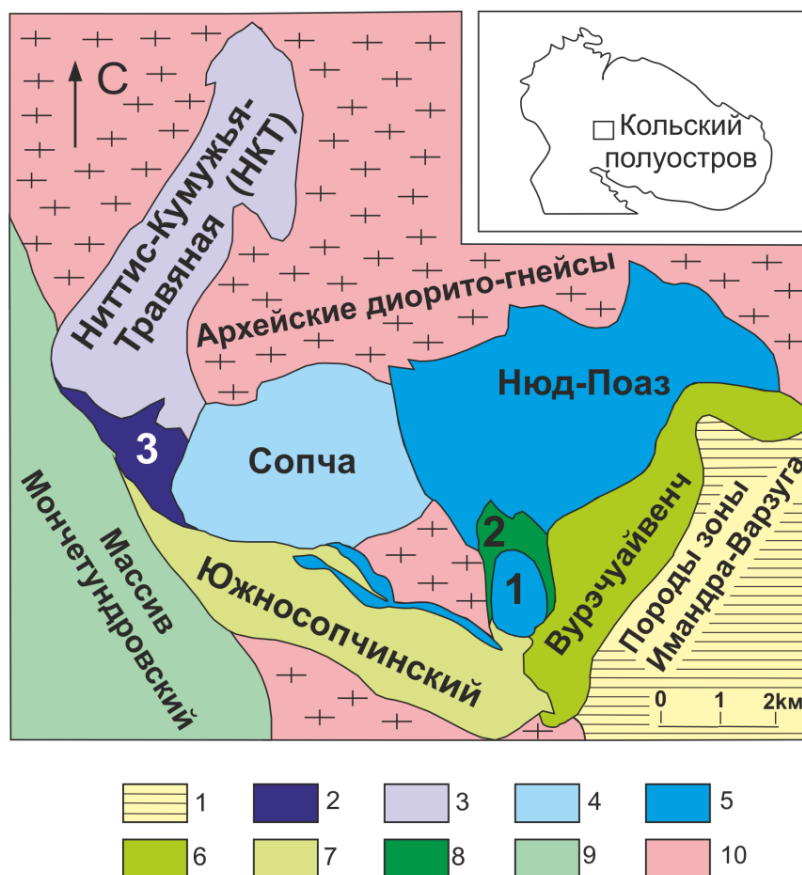 С
Кольский
полуостров
Ниттис-Кумужья-
Травяная (НКТ)
Архейские диорито-гнейсы
Нюд-Поаз
3
Сопча
2
1
Массив
Мончетундровский
Южносопчинский
Вурэчуайвенч
Породы зоны
Имандра-Варзуга
0 1 2км
1 2 3 4 5
6 7 8 9 10